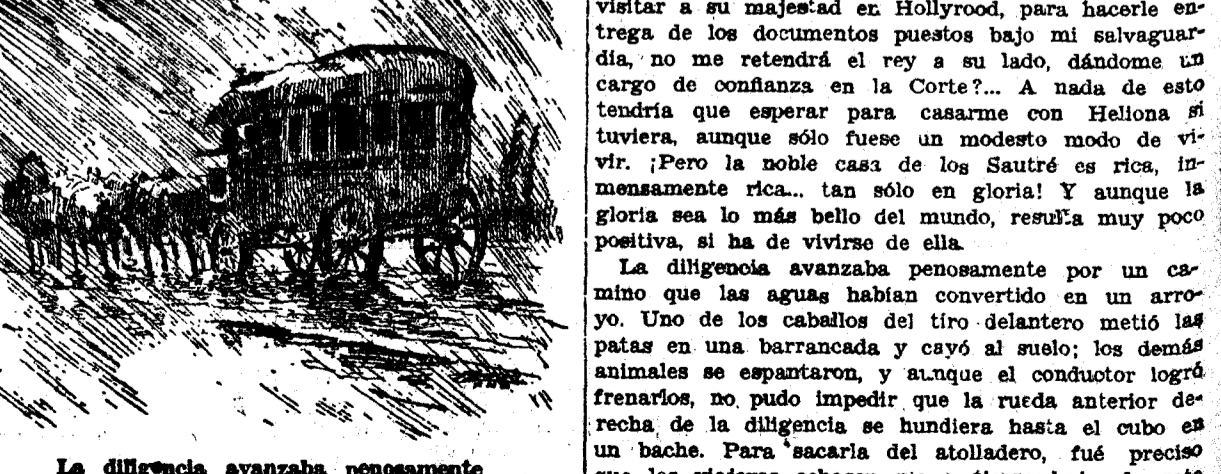 La diligencia avanzaba penosamente
visitar a su majestad en Hollyrood, para hacerle en-
trega de los documentos puestos bajo mi salvaguar-
dia, no me retendrá el rey a su lado, dándome un
cargo de confianza en la Corte?... A nada de esto
tendría que esperar para casarme con Heliona si
tuviera, aunque sólo fuese un modesto modo de vi-
vir. ¡Pero la noble casa de los Sautré es rica, in-
mensamente rica... tan sólo en gloria! Y aunque la
gloria sea lo más bello del mundo, resulta muy poco
positiva, si ha de vivirse de ella.
La diligencia avanzaba penosamente por un ca-
mino que las aguas habían convertido en un arro-
yo. Uno de los caballos del tiro delantero metió las
patas en una barrancada y cayó al suelo; los demás
animales se espantaron, y aunque el conductor logró
frenarlos, no pudo impedir que la rueda anterior de-
recha de la diligencia se hundiera hasta el cubo en
un bache. Para sacarla del atolladero, fué preciso